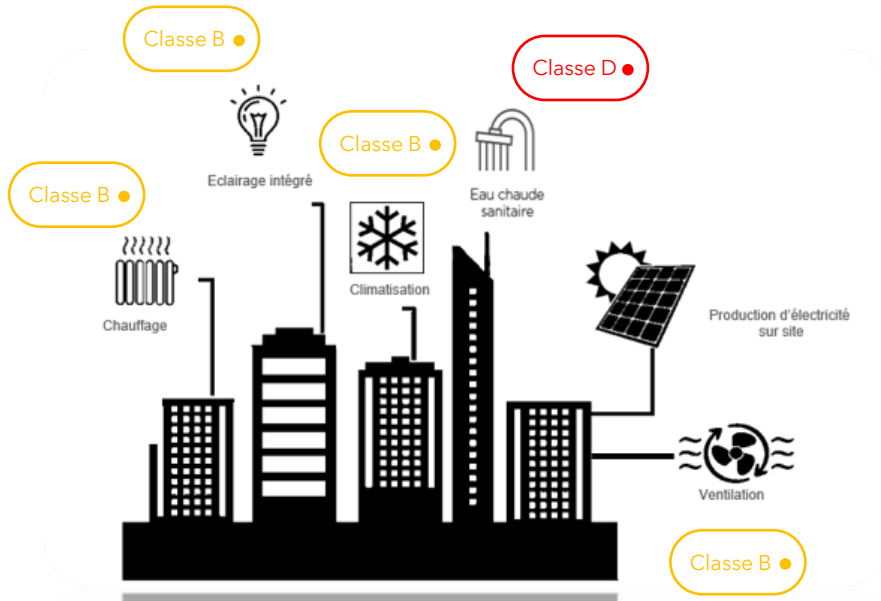 Classe B
Classe D
Classe B
Eclairage intégré
Classe B
Eau chaude
sanitaire
Climatisation
Chauffage
Production d'électricité
sur site
Ventilation
Classe B